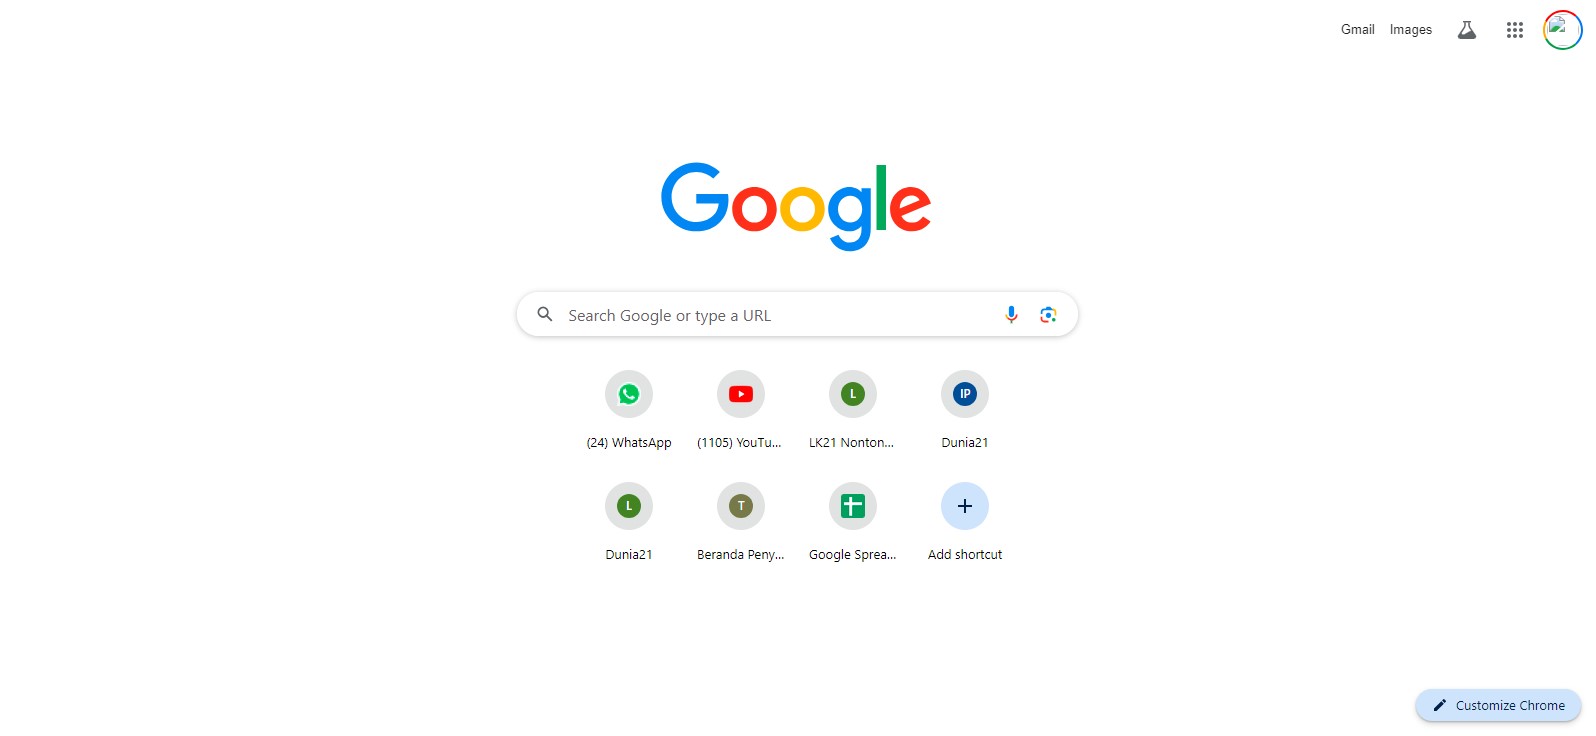 Gmail Images
Google
Search Google or type a URL
L IP
(24) WhatsApp (1105) YouTu... LK21 Nonton... Dunia21
L T
Dunia21 Beranda Peny... Google Sprea... Add shortcut
Customize Chrome